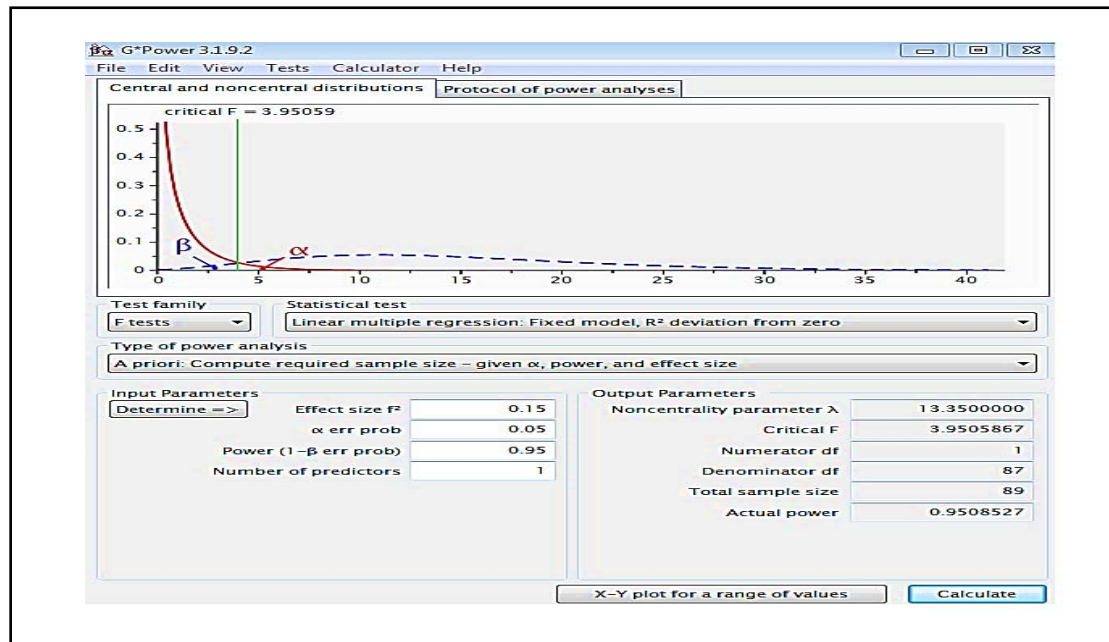 βα G*Power 3.1.9.2
File Edit View Tests Calculator Help
Central and noncentral distributions Protocol of power analyses
critical F = 3.95059
0.5
0.4
0.3
0.2
0.1
0
β α
0 5 10 15 20 25 30 35 40
Test family Statistical test
F tests Linear multiple regression: Fixed model, R² deviation from zero
Type of power analysis
A priori: Compute required sample size – given α, power, and effect size
Input Parameters Output Parameters
Determine => Effect size f² 0.15 Noncentrality parameter λ 13.3500000
α err prob 0.05 Critical F 3.9505867
Power (1-β err prob) 0.95 Numerator df 1
Number of predictors 1 Denominator df 87
Total sample size 89
Actual power 0.9508527
X-Y plot for a range of values Calculate